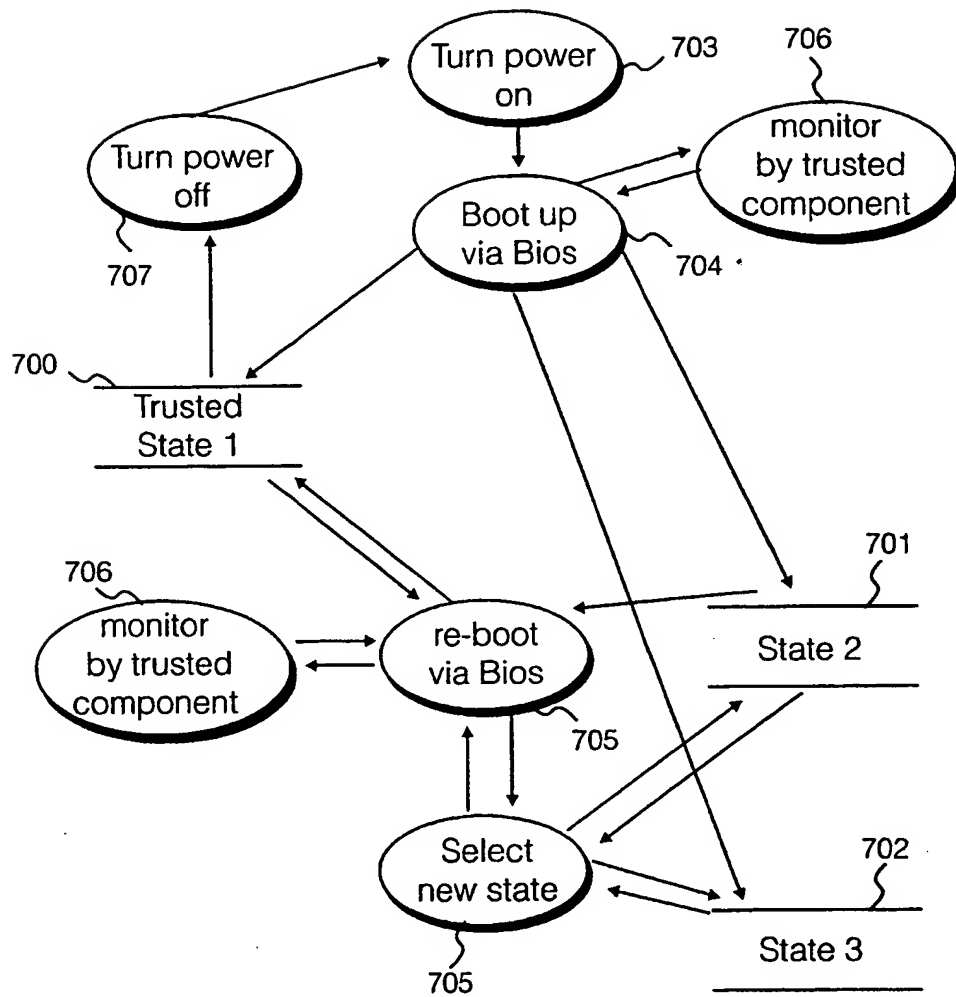 Turn power
on
703
706
monitor
by trusted
component
Turn power
off
707
Boot up
via Bios
704
700
Trusted
State 1
701
State 2
706
monitor
by trusted
component
re-boot
via Bios
705
Select
new state
705
702
State 3